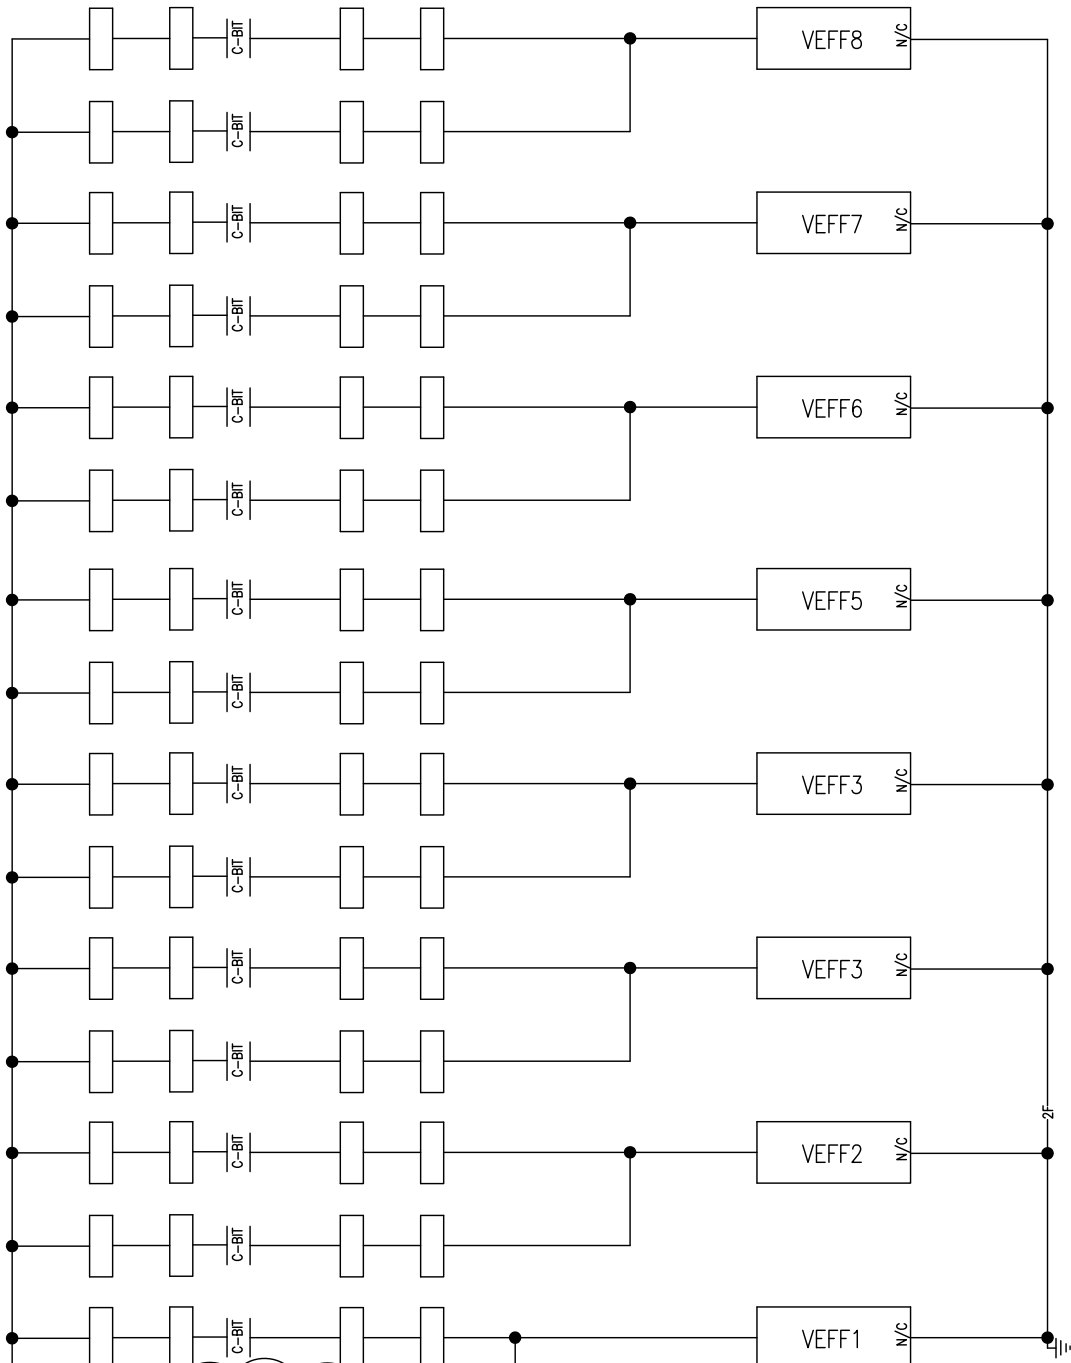 C-BIT VEFF8 N/C
C-BIT
C-BIT VEFF7 N/C
C-BIT
C-BIT VEFF6 N/C
C-BIT
C-BIT VEFF5 N/C
C-BIT
C-BIT VEFF3 N/C
C-BIT
C-BIT VEFF3 N/C
C-BIT
2F
C-BIT VEFF2 N/C
C-BIT
C-BIT VEFF1 N/C